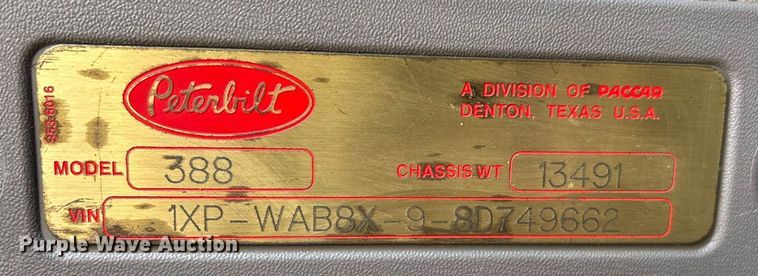 Peterbilt
A DIVISION OF PACCAR
DENTON, TEXAS U.S.A.
MODEL 388 CHASSIS WT 13491
VIN 1XP-WAB8X-9-8D749662
Purple Wave Auction